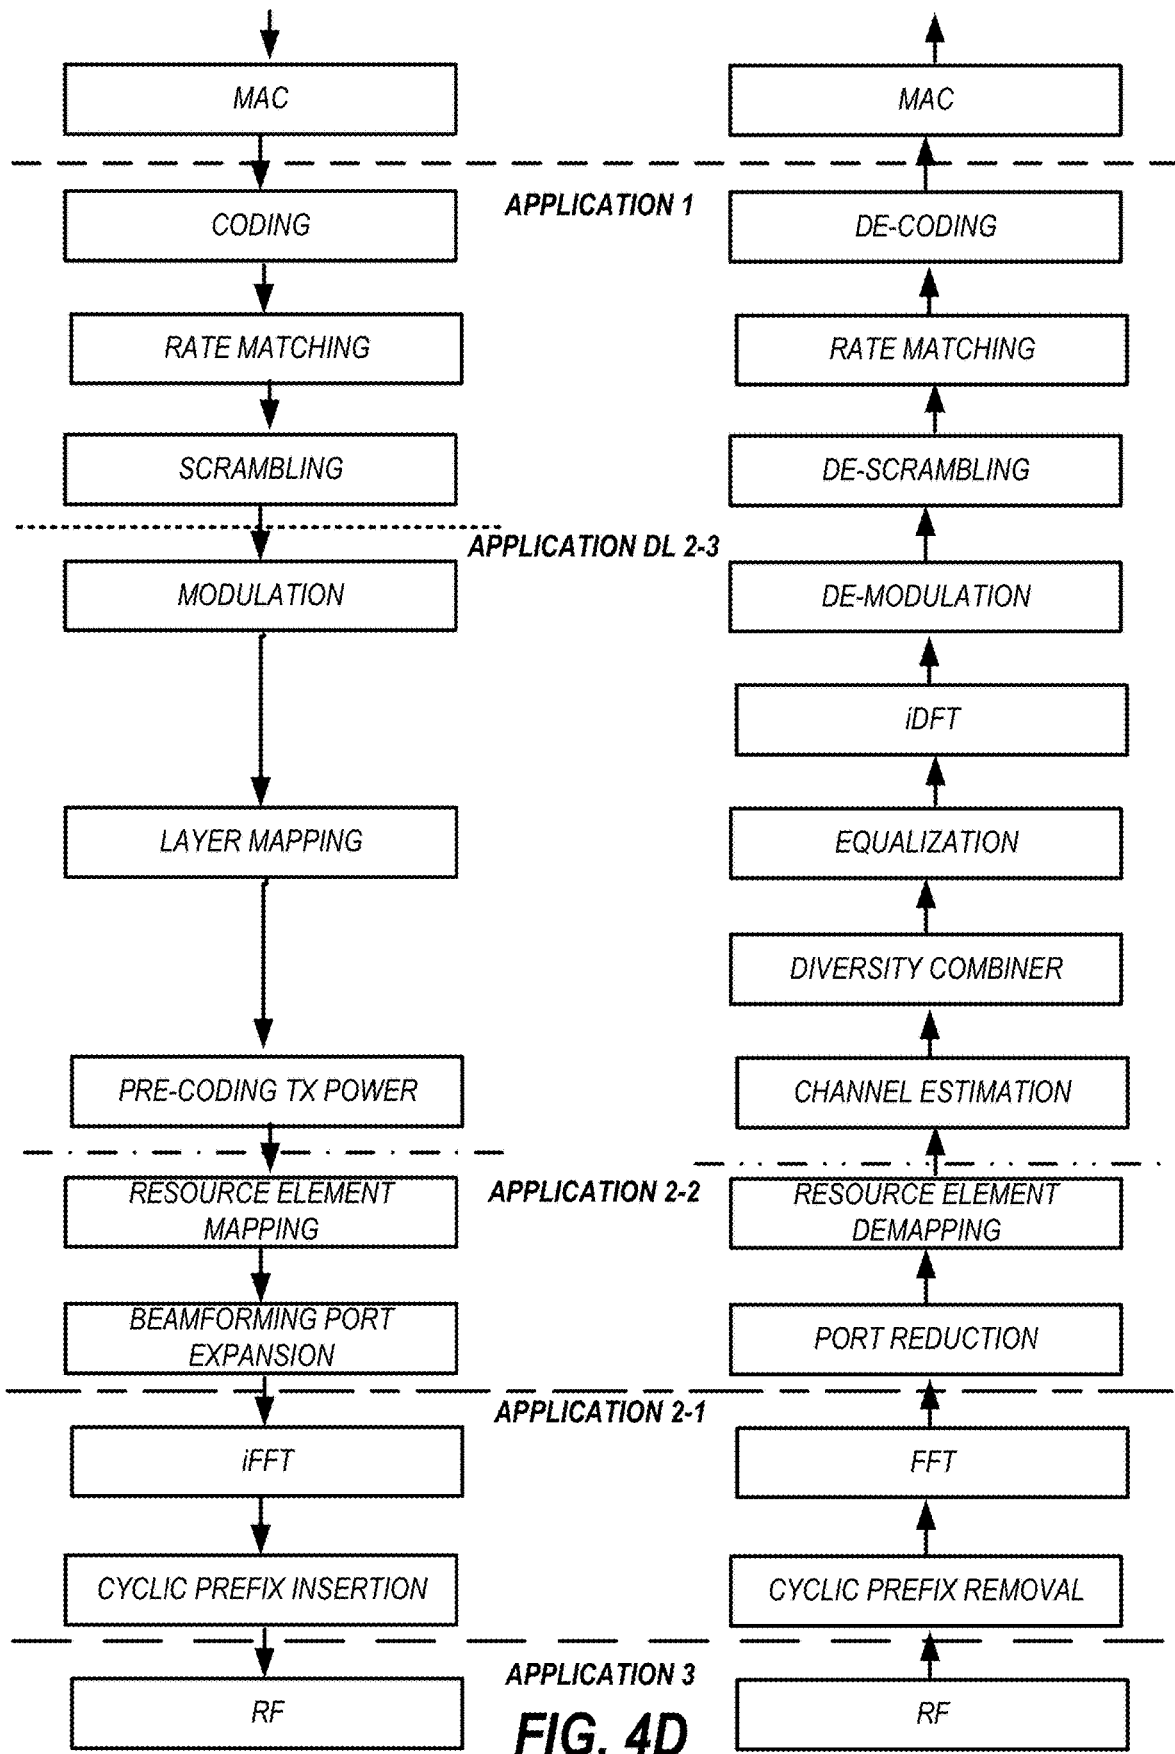 MAC
MAC
APPLICATION 1
CODING
DE-CODING
RATE MATCHING
RATE MATCHING
SCRAMBLING
DE-SCRAMBLING
APPLICATION DL 2-3
MODULATION
DE-MODULATION
iDFT
LAYER MAPPING
EQUALIZATION
DIVERSITY COMBINER
PRE-CODING TX POWER
CHANNEL ESTIMATION
RESOURCE ELEMENT
MAPPING
APPLICATION 2-2
RESOURCE ELEMENT
DEMAPPING
BEAMFORMING PORT
EXPANSION
PORT REDUCTION
APPLICATION 2-1
iFFT
FFT
CYCLIC PREFIX INSERTION
CYCLIC PREFIX REMOVAL
APPLICATION 3
RF
RF
FIG. 4D